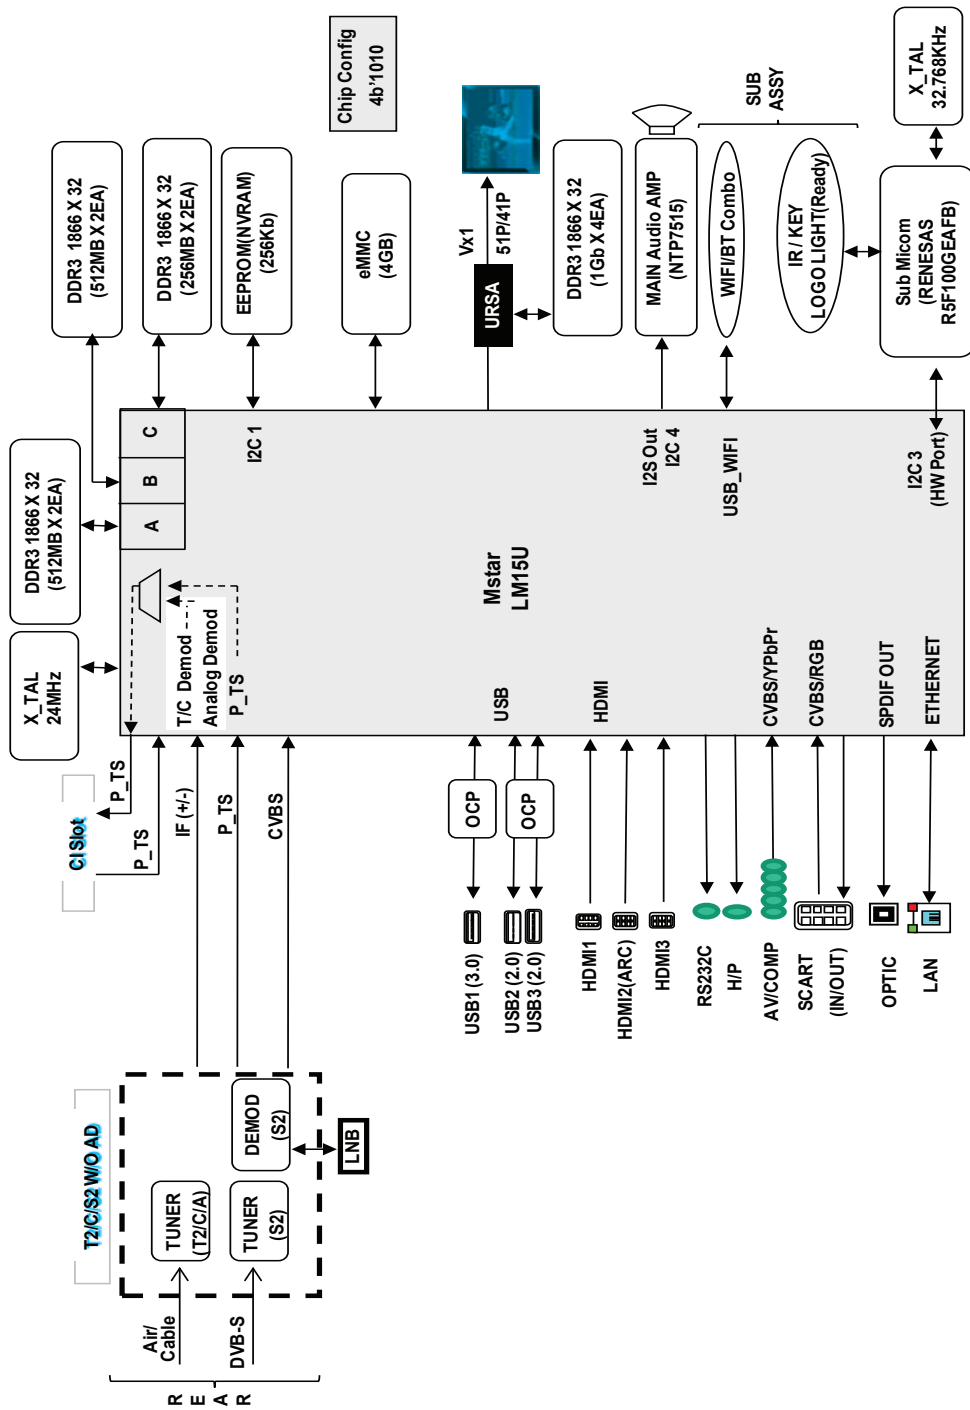 REAR
Air/
Cable
DVB-S
T2/C/S2 W/O AD
TUNER
(T2/C/A)
TUNER
(S2)
DEMOD
(S2)
LNB
CI Slot
P_TS
P_TS
IF (+/-)
P_TS
CVBS
X_TAL
24MHz
DDR3 1866 X 32
(512MB X 2EA)
DDR3 1866 X 32
(512MB X 2EA)
DDR3 1866 X 32
(256MB X 2EA)
EEPROM(NVRAM)
(256Kb)
eMMC
(4GB)
Chip Config
4b'1010
A
B
C
T/C Demod
Analog Demod
P_TS
I2C 1
Mstar
LM15U
USB
HDMI
CVBS/YPbPr
CVBS/RGB
SPDIF OUT
ETHERNET
I2S Out
I2C 4
USB_WIFI
I2C 3
(HW Port)
URSA
Vx1
51P/41P
DDR3 1866 X 32
(1Gb X 4EA)
MAIN Audio AMP
(NTP7515)
WIFI/BT Combo
IR / KEY
LOGO LIGHT(Ready)
SUB
ASSY
Sub Micom
(RENESAS
R5F100GEAFB)
X_TAL
32.768KHz
OCP
OCP
USB1 (3.0)
USB2 (2.0)
USB3 (2.0)
HDMI1
HDMI2(ARC)
HDMI3
RS232C
H/P
AV/COMP
SCART
(IN/OUT)
OPTIC
LAN